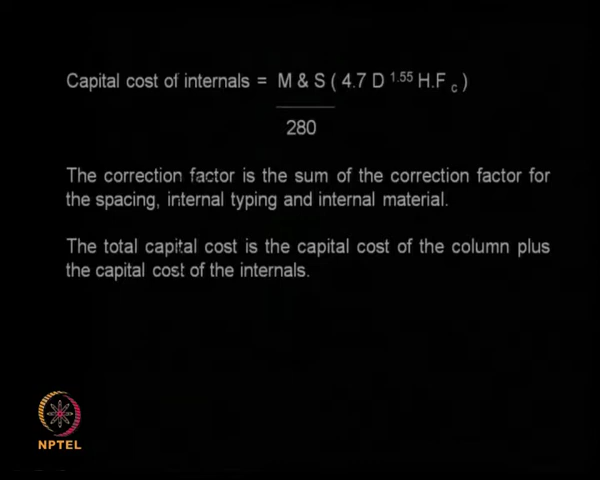 Capital cost of internals = M & S ( 4.7 D 1.55 H.F c )
280
The correction factor is the sum of the correction factor for
the spacing, internal typing and internal material.
The total capital cost is the capital cost of the column plus
the capital cost of the internals.
NPTEL